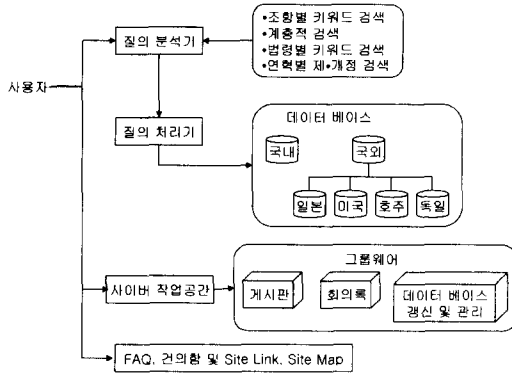 •조항별 키워드 검색
•계층적 검색
•법령별 키워드 검색
•연혁별 제•개정 검색
질의 분석기
사용자
질의 처리기
데이터 베이스
국내
국외
일본
미국
호주
독일
그룹웨어
사이버 작업공간
게시판
회의록
데이터 베이스
갱신 및 관리
FAQ, 건의함 및 Site Link, Site Map